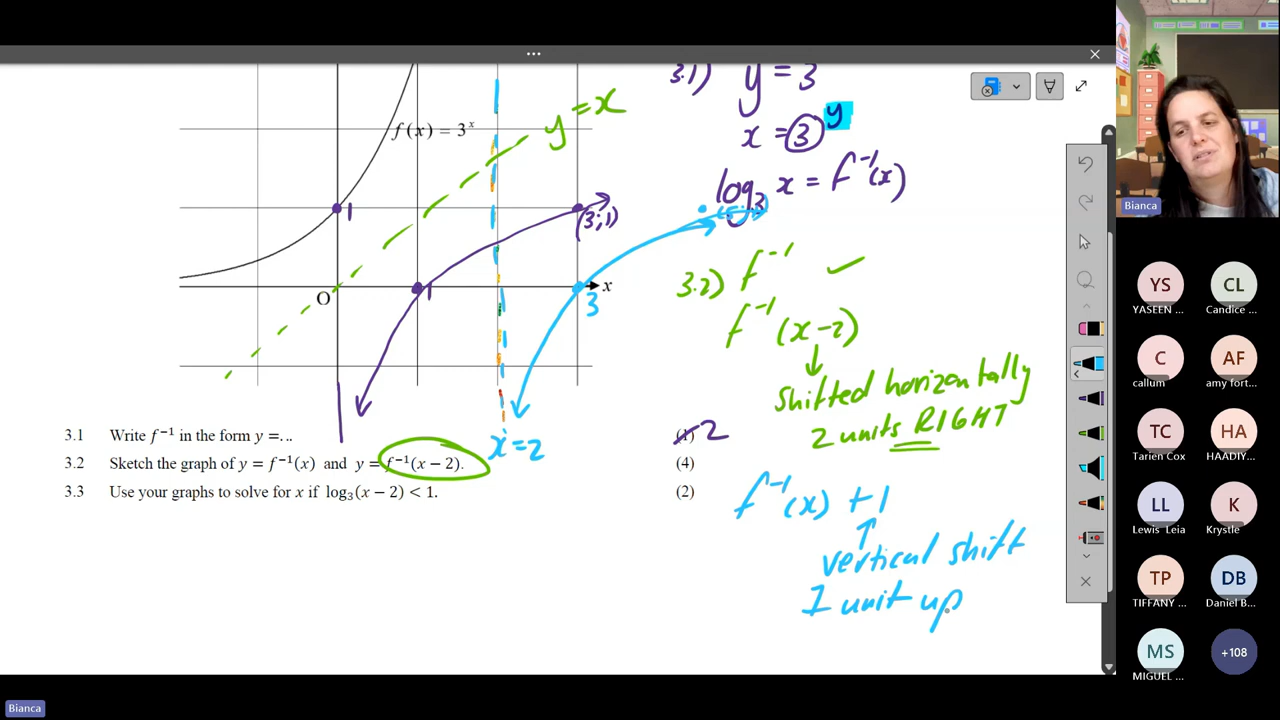 3.1) y = 3
x = 3^y
log₃ x = f⁻¹(x)
f(x) = 3ˣ
y = x
1
(3;1)
O
1
x
3
x=2
3.2) f⁻¹ ✓
f⁻¹(x-2)
↓
shifted horizontally
2 units RIGHT
3.1 Write f⁻¹ in the form y =... (1) 2
3.2 Sketch the graph of y = f⁻¹(x) and y = f⁻¹(x − 2). (4)
3.3 Use your graphs to solve for x if log₃(x − 2) < 1. (2)
f⁻¹(x) +1
↑
vertical shift
1 unit up
Bianca
YS
YASEEN ...
CL
Candice ...
C
callum
AF
amy fort...
TC
Tarien Cox
HA
HAADIY...
LL
Lewis Leia
K
Krystle
TP
TIFFANY ...
DB
Daniel B...
MS
MIGUEL ...
+108
Bianca